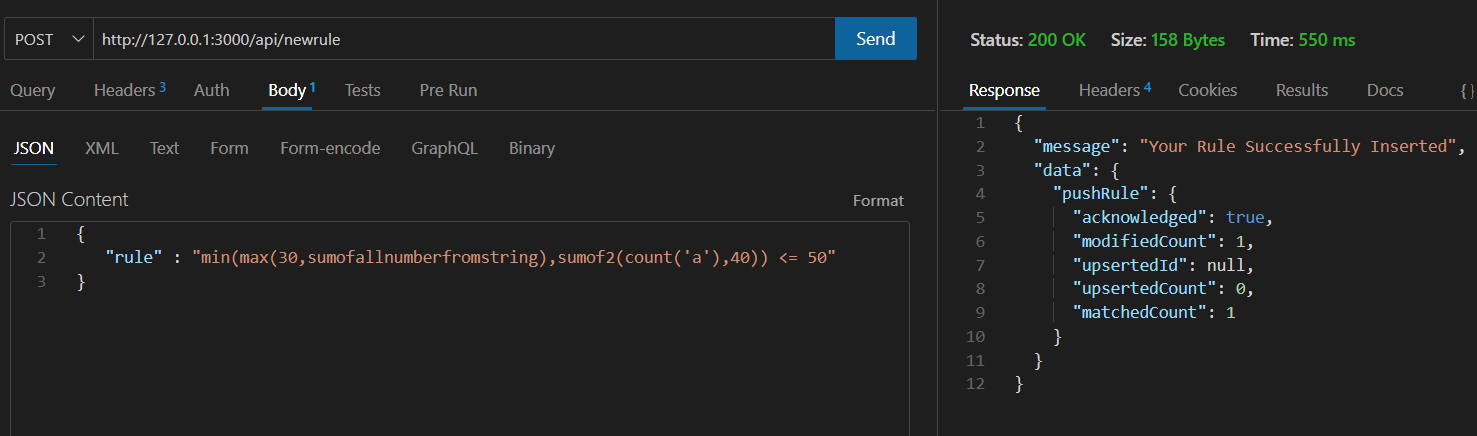 POST http://127.0.0.1:3000/api/newrule Send
Query Headers 3 Auth Body 1 Tests Pre Run
JSON XML Text Form Form-encode GraphQL Binary
JSON Content Format
1 {
2 "rule" : "min(max(30,sumofallnumberfromstring),sumof2(count('a'),40)) <= 50"
3 }
Status: 200 OK Size: 158 Bytes Time: 550 ms
Response Headers 4 Cookies Results Docs {}
1 {
2 "message": "Your Rule Successfully Inserted",
3 "data": {
4 "pushRule": {
5 "acknowledged": true,
6 "modifiedCount": 1,
7 "upsertedId": null,
8 "upsertedCount": 0,
9 "matchedCount": 1
10 }
11 }
12 }